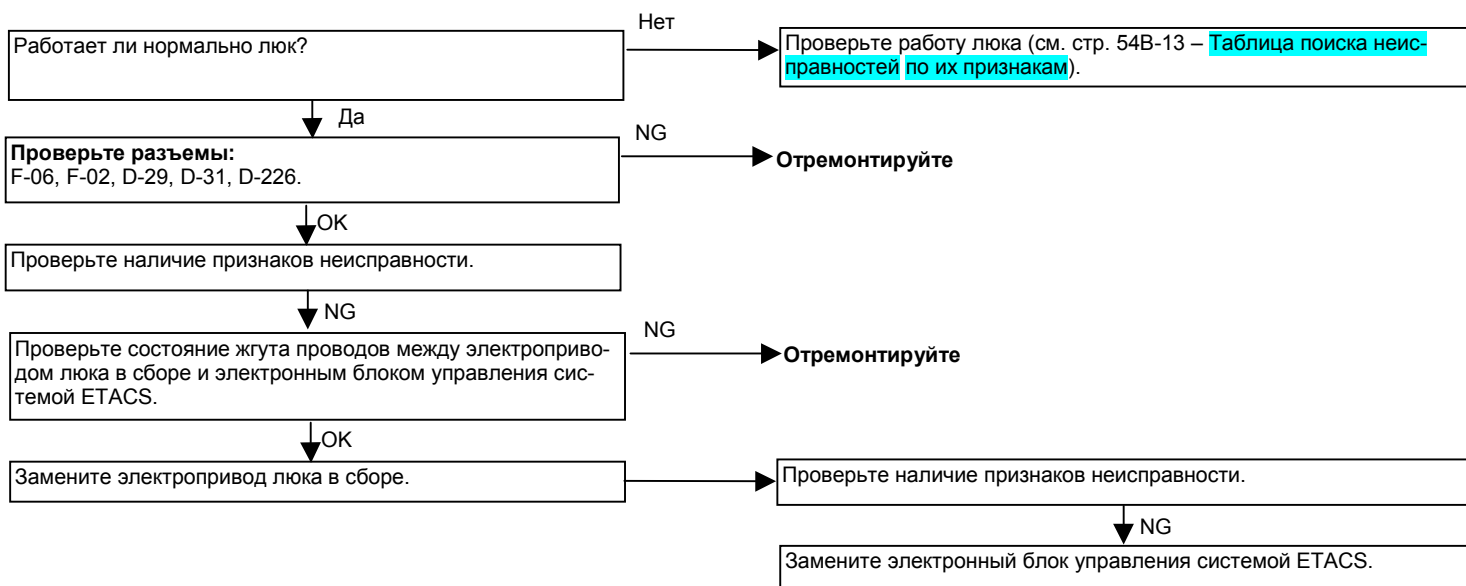 Нет
Работает ли нормально люк?
Проверьте работу люка (см. стр. 54B-13 – Таблица поиска неис-
правностей по их признакам).
Да
NG
Проверьте разъемы:
F-06, F-02, D-29, D-31, D-226.
Отремонтируйте
OK
Проверьте наличие признаков неисправности.
NG
NG
Проверьте состояние жгута проводов между электроприво-
дом люка в сборе и электронным блоком управления сис-
темой ETACS.
Отремонтируйте
OK
Замените электропривод люка в сборе.
Проверьте наличие признаков неисправности.
NG
Замените электронный блок управления системой ETACS.